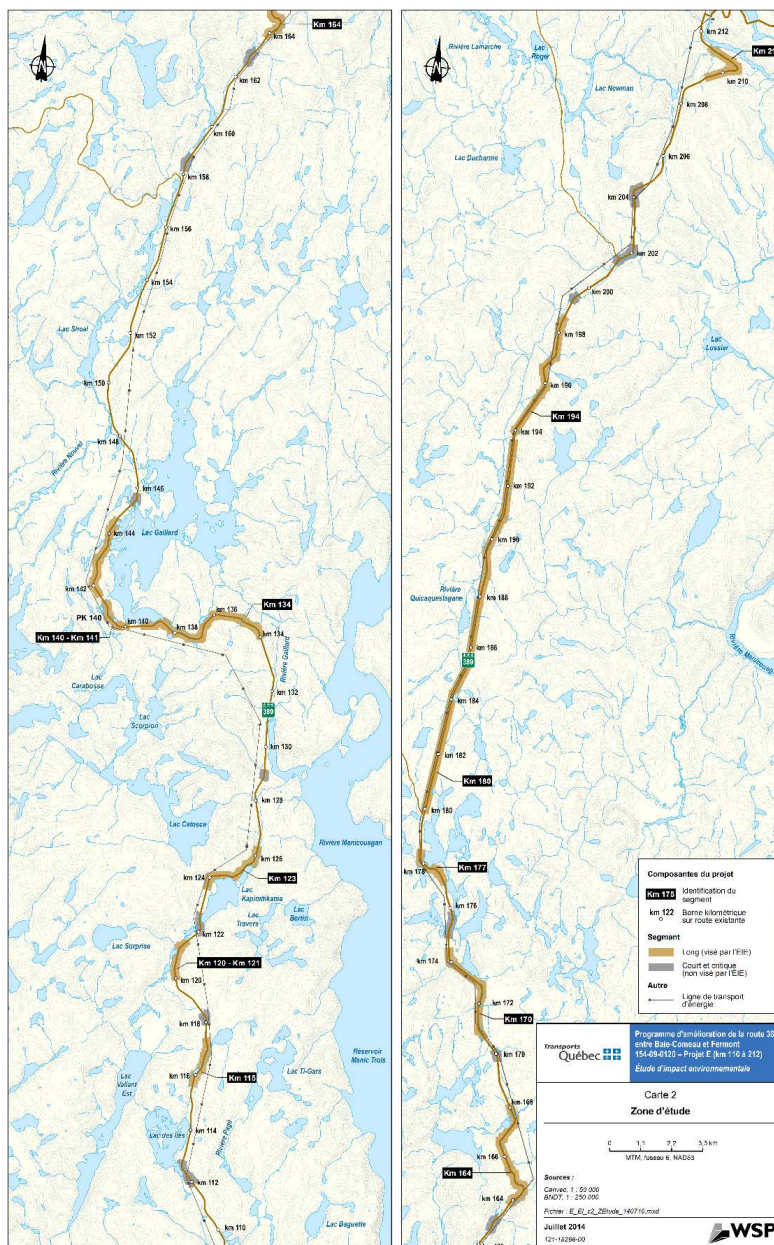 Km 164
km 164
km 162
km 160
km 158
km 156
km 154
Lac Siroal
km 152
km 150
km 148
Rivière Nouvel
km 146
km 144
Lac Gaillard
km 142
PK 140
km 140
km 138
km 136
Km 134
km 134
Km 140 - Km 141
Rivière Gaillard
Lac
Carabosse
km 132
389
Lac
Scorpion
km 130
km 128
Lac Catosca
Rivière Manicouagan
km 126
km 124
Km 123
Lac
Kapimitikama
Lac
Travers
Lac
Bertin
km 122
Lac Surprise
Km 120 - Km 121
km 120
km 118
Réservoir
Manic Trois
Lac
Vaillant
Est
km 116
Km 115
Lac Ti-Gars
km 114
Lac des Iles
Rivière Pagé
km 112
Lac Baguette
km 110
km 212
Rivière Lamarche
Lac
Roger
Km 21
km 210
Lac Newman
km 208
Lac Ducharme
km 206
km 204
km 202
km 200
km 198
Lac
Lussier
km 196
Km 194
km 194
km 192
km 190
Rivière
Quicaquestagane
km 188
Rivière Manicouagan
km 186
389
km 184
km 182
Km 180
km 180
Km 177
km 178
km 176
km 174
km 172
Km 170
km 170
km 168
km 166
Km 164
km 164
Composantes du projet
Km 175 Identification du
segment
km 122 Borne kilométrique
sur route existante
Segment
Long (visé par l'ÉIE)
Court et critique
(non visé par l'ÉIE)
Autre
Ligne de transport
d'énergie
Transports
Québec
Programme d'amélioration de la route 38
entre Baie-Comeau et Fermont
154-09-0120 – Projet E (km 110 à 212)
Étude d'impact environnementale
Carte 2
Zone d'étude
0 1,1 2,2 3,3 km
MTM, fuseau 6, NAD83
Sources :
Canvec, 1 : 50 000
BNDT, 1 : 250 000
Fichier : E_EI_c2_ZEtude_140710.mxd
Juillet 2014
121-18266-00
WSP